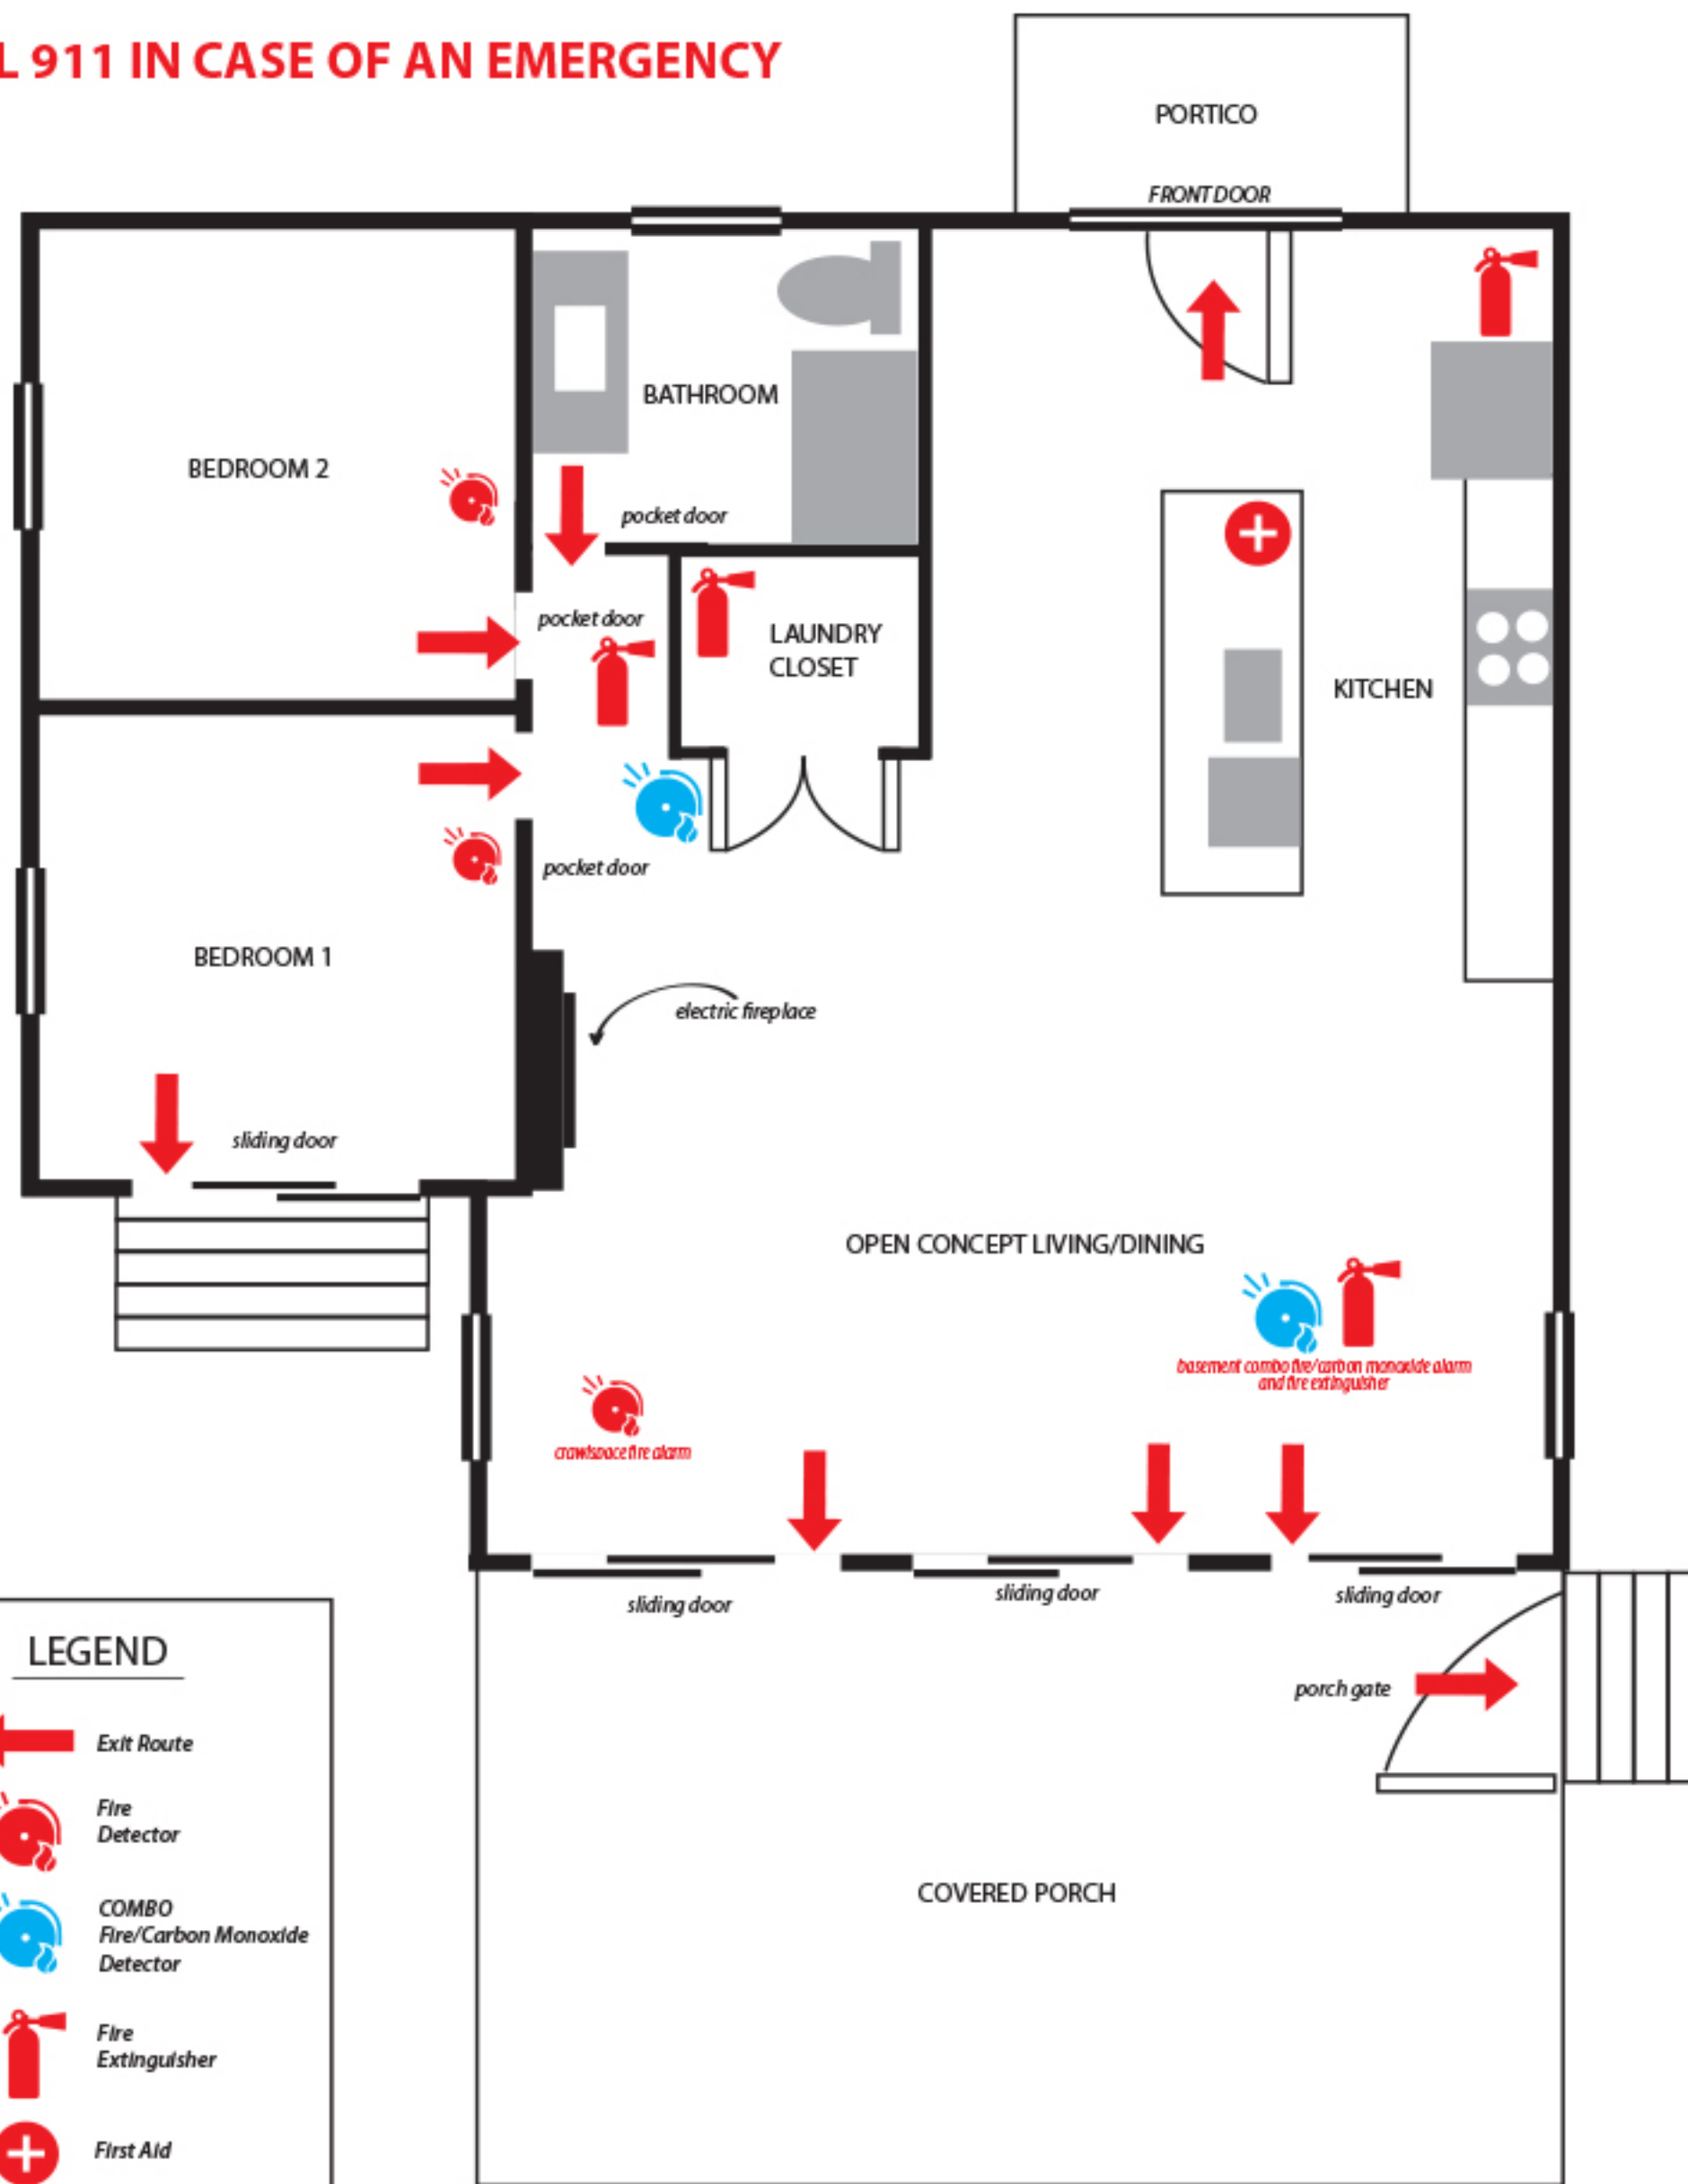 L 911 IN CASE OF AN EMERGENCY
PORTICO
FRONT DOOR
BATHROOM
BEDROOM 2
pocket door
pocket door
LAUNDRY
CLOSET
KITCHEN
pocket door
BEDROOM 1
electric fireplace
sliding door
OPEN CONCEPT LIVING/DINING
basement combo fire/carbon monoxide alarm
and fire extinguisher
crawlspace fire alarm
sliding door
sliding door
sliding door
LEGEND
porch gate
Exit Route
Fire
Detector
COVERED PORCH
COMBO
Fire/Carbon Monoxide
Detector
Fire
Extinguisher
First Aid